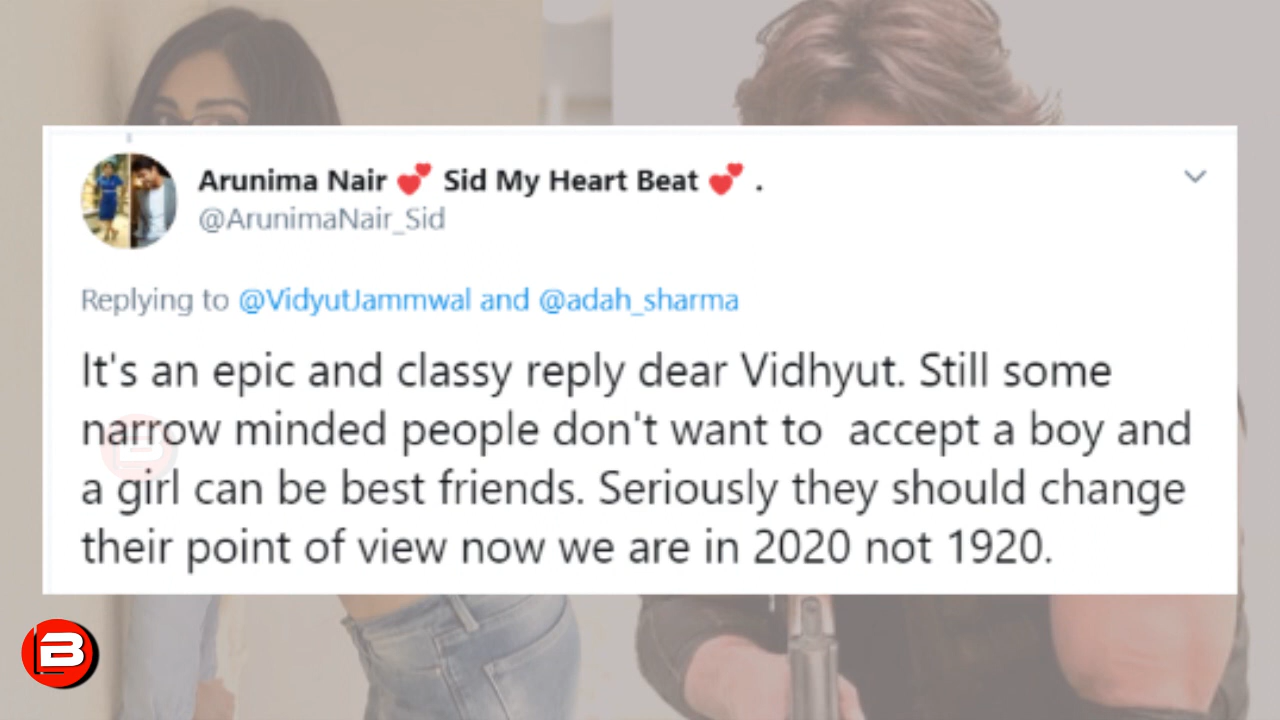 Arunima Nair 💕 Sid My Heart Beat 💕 .
@ArunimaNair_Sid
Replying to @VidyutJammwal and @adah_sharma
It's an epic and classy reply dear Vidhyut. Still some
narrow minded people don't want to  accept a boy and
a girl can be best friends. Seriously they should change
their point of view now we are in 2020 not 1920.
B
B